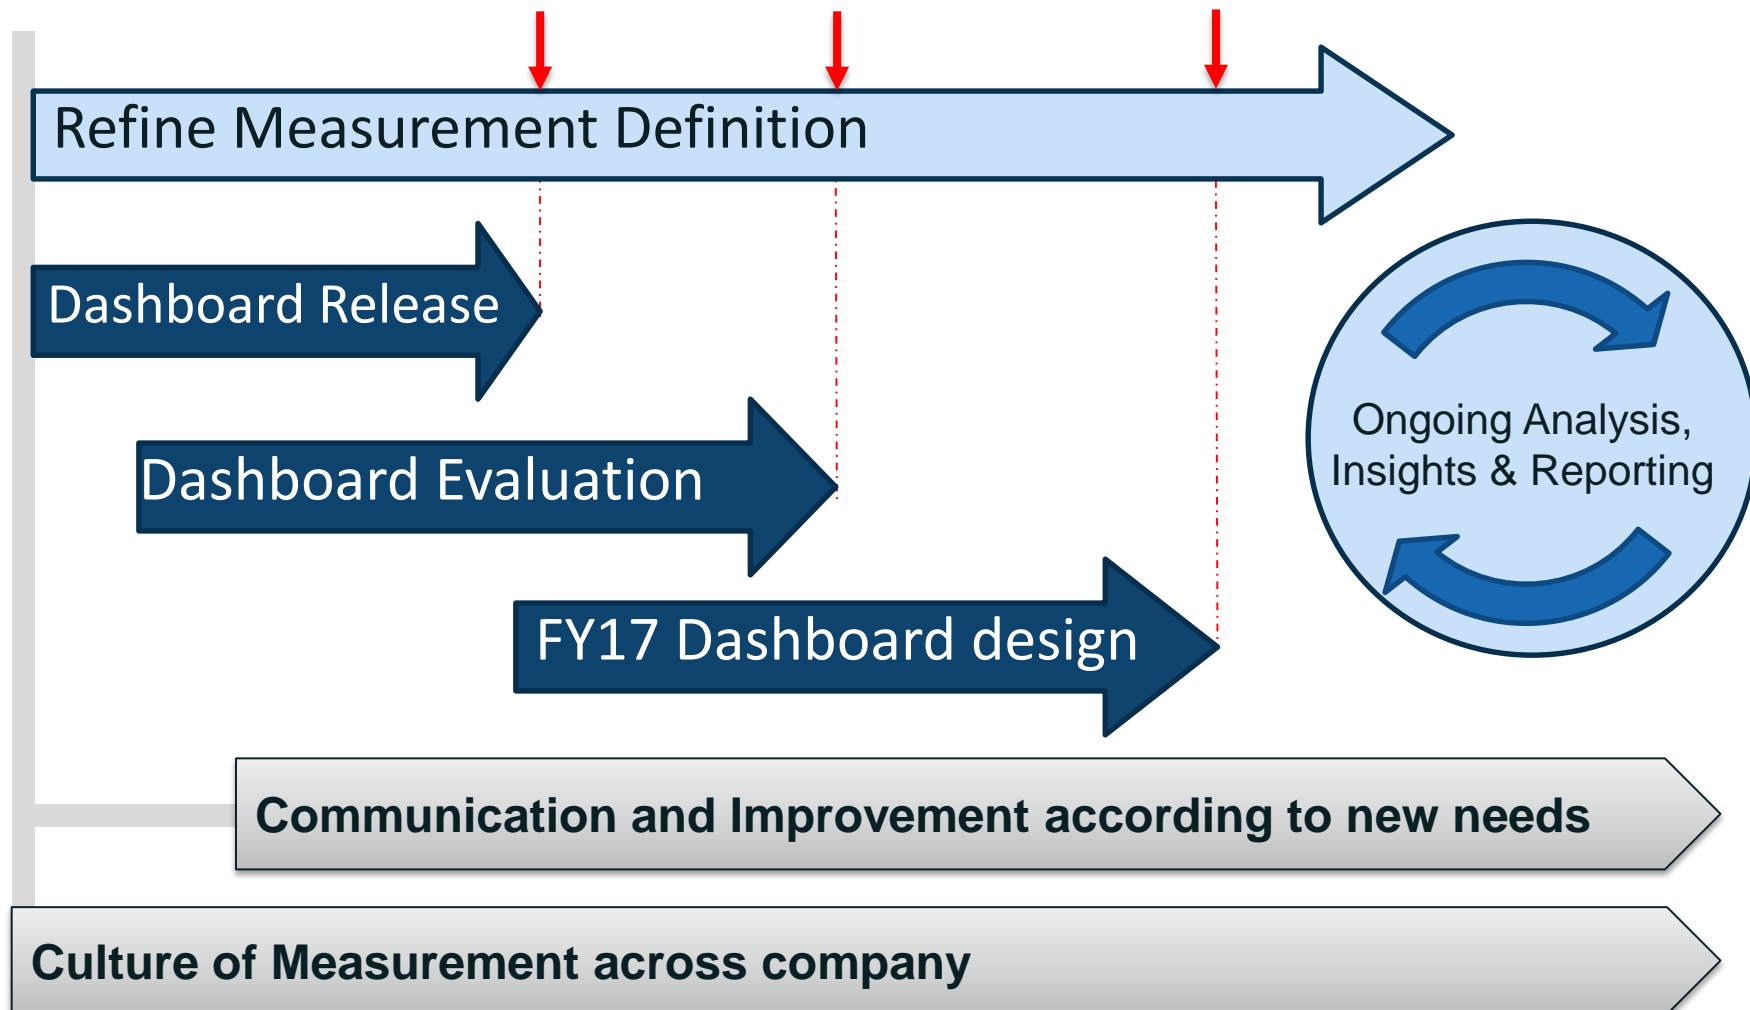 Refine Measurement Definition
Dashboard Release
Dashboard Evaluation
FY17 Dashboard design
Ongoing Analysis,
Insights & Reporting
Communication and Improvement according to new needs
Culture of Measurement across company